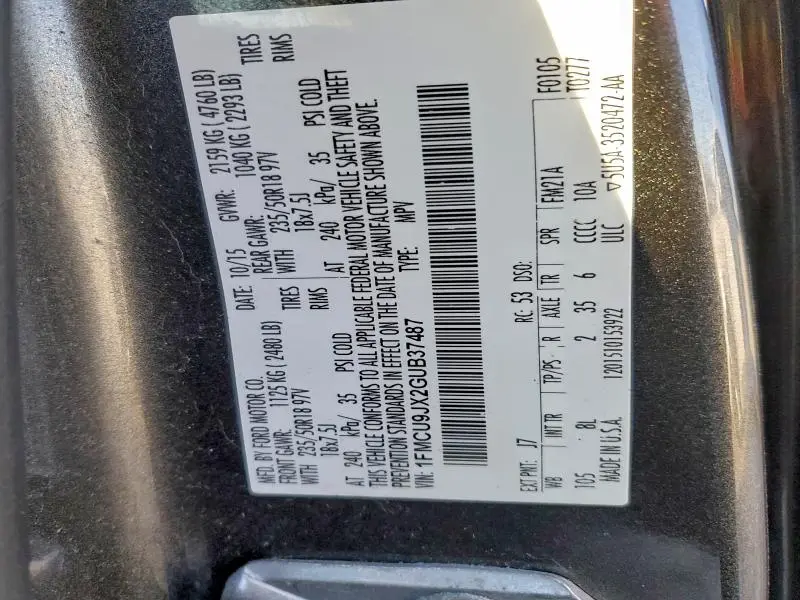 MFD. BY FORD MOTOR CO.
DATE: 10/15 GVWR: 2159 KG ( 4760 LB)
FRONT GAWR: 1125 KG ( 2480 LB)
REAR GAWR: 1040 KG ( 2293 LB)
WITH 235/50R18 97V TIRES
WITH 235/50R18 97V TIRES
18x7.5J RIMS
18x7.5J RIMS
AT 240 kPa/ 35 PSI COLD
AT 240 kPa/ 35 PSI COLD
THIS VEHICLE CONFORMS TO ALL APPLICABLE FEDERAL MOTOR VEHICLE SAFETY AND THEFT
PREVENTION STANDARDS IN EFFECT ON THE DATE OF MANUFACTURE SHOWN ABOVE.
VIN: 1FMCU9JX2GUB37487
TYPE: MPV
F0105
T0277
EXT PNT: J7 RC: 53 DSO:
WB INT TR TP/PS R AXLE TR SPR FM21A
105 8L 2 35 6 CCCC 10A
MADE IN U.S.A. 1201510153922 ULC
▽5U5A-3520472-AA